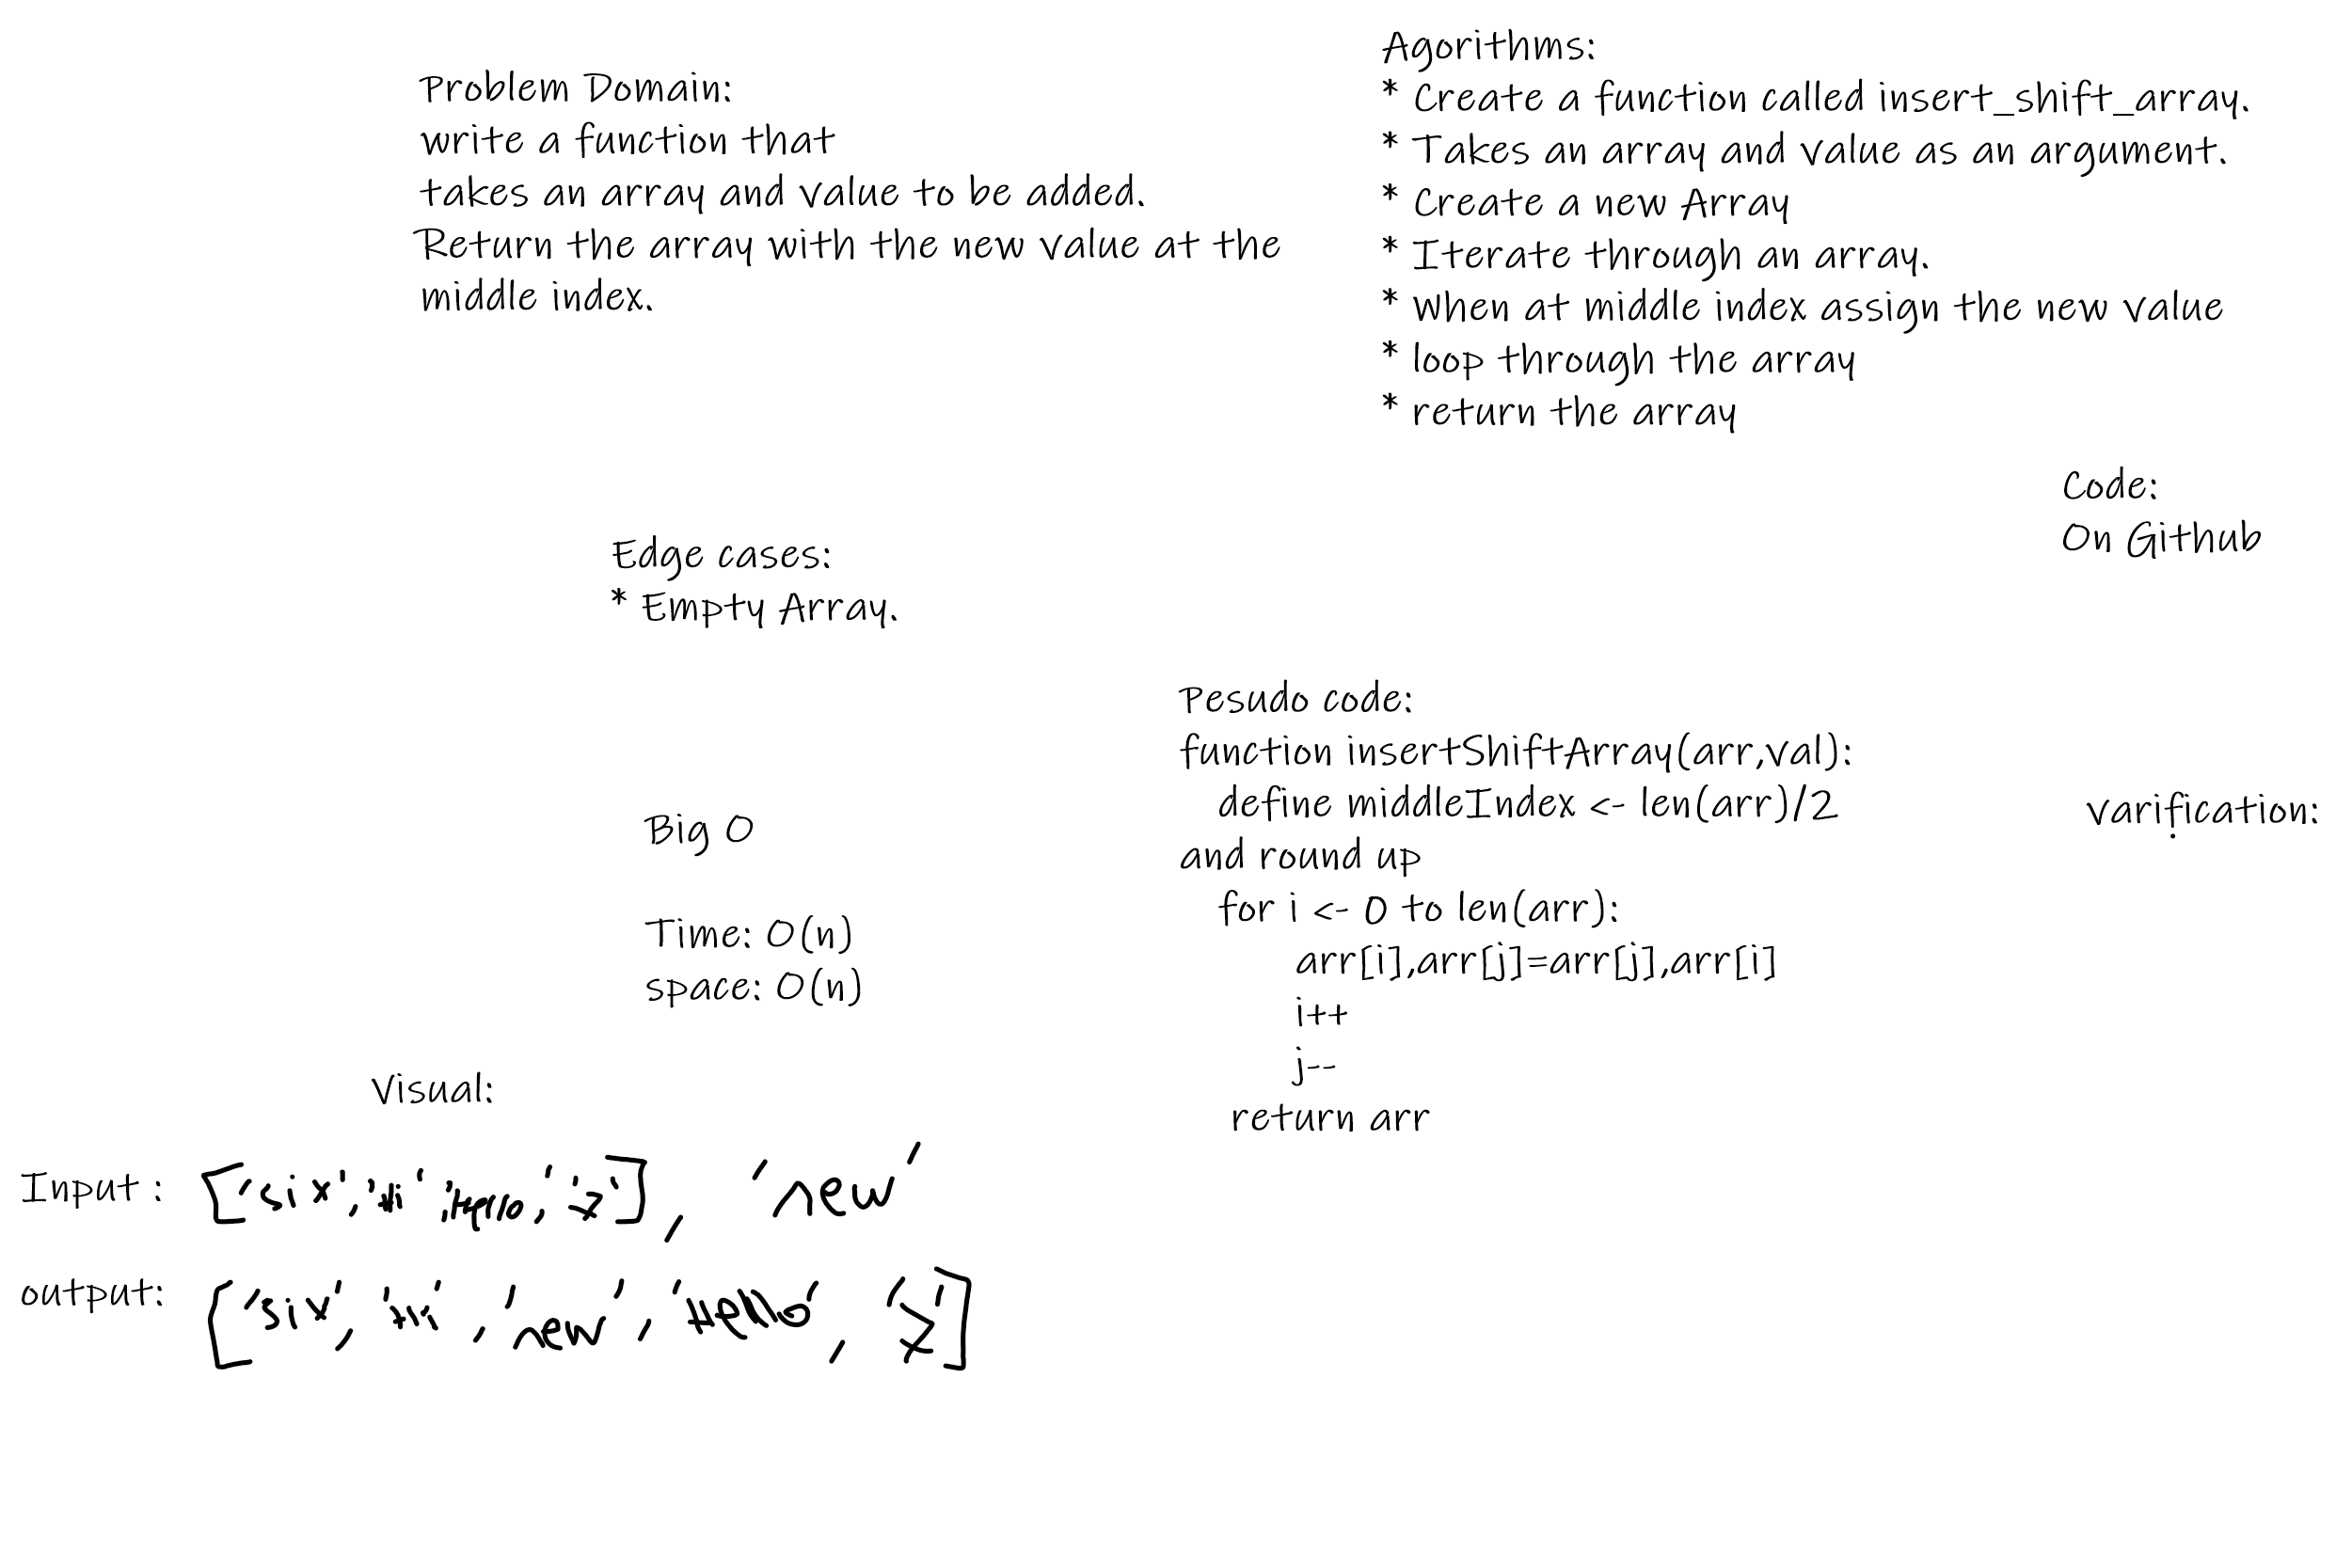 Problem Domain:
write a function that
takes an array and value to be added.
Return the array with the new value at the
middle index.
Agorithms:
* Create a function called insert_shift_array.
* Takes an array and value as an argument.
* Create a new Array
* Iterate through an array.
* when at middle index assign the new value
* loop through the array
* return the array
Code:
On Github
Edge cases:
* Empty Array.
Pesudo code:
function insertShiftArray(arr,val):
define middleIndex <- len(arr)/2
and round up
for i <- 0 to len(arr):
arr[i],arr[j]=arr[j],arr[i]
i++
j--
return arr
varification:
Big O
Time: O(n)
space: O(n)
Visual:
Input : ['six','Hi','Hello','7'], 'new'
output: ['six', 'Hi', 'new', 'Hello', '7']